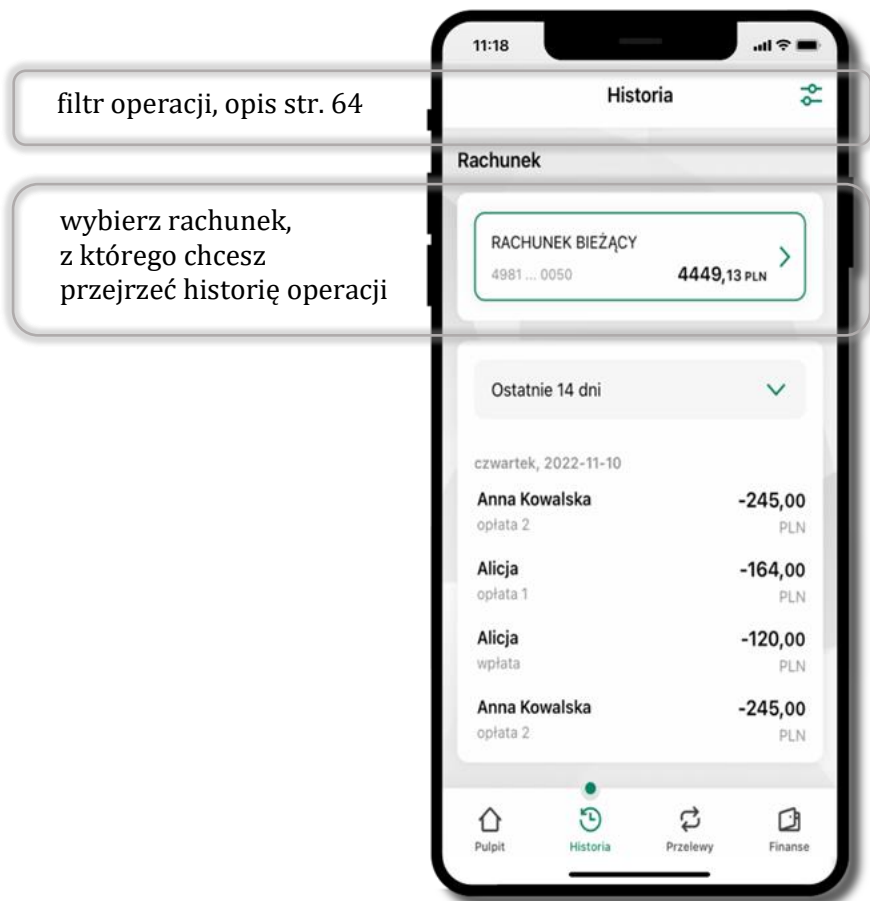 11:18
Historia
filtr operacji, opis str. 64
Rachunek
wybierz rachunek,
z którego chcesz
przejrzeć historię operacji
RACHUNEK BIEŻĄCY
4981 ... 0050 4449,13 PLN
Ostatnie 14 dni
czwartek, 2022-11-10
Anna Kowalska -245,00
opłata 2 PLN
Alicja -164,00
opłata 1 PLN
Alicja -120,00
wpłata PLN
Anna Kowalska -245,00
opłata 2 PLN
Pulpit Historia Przelewy Finanse